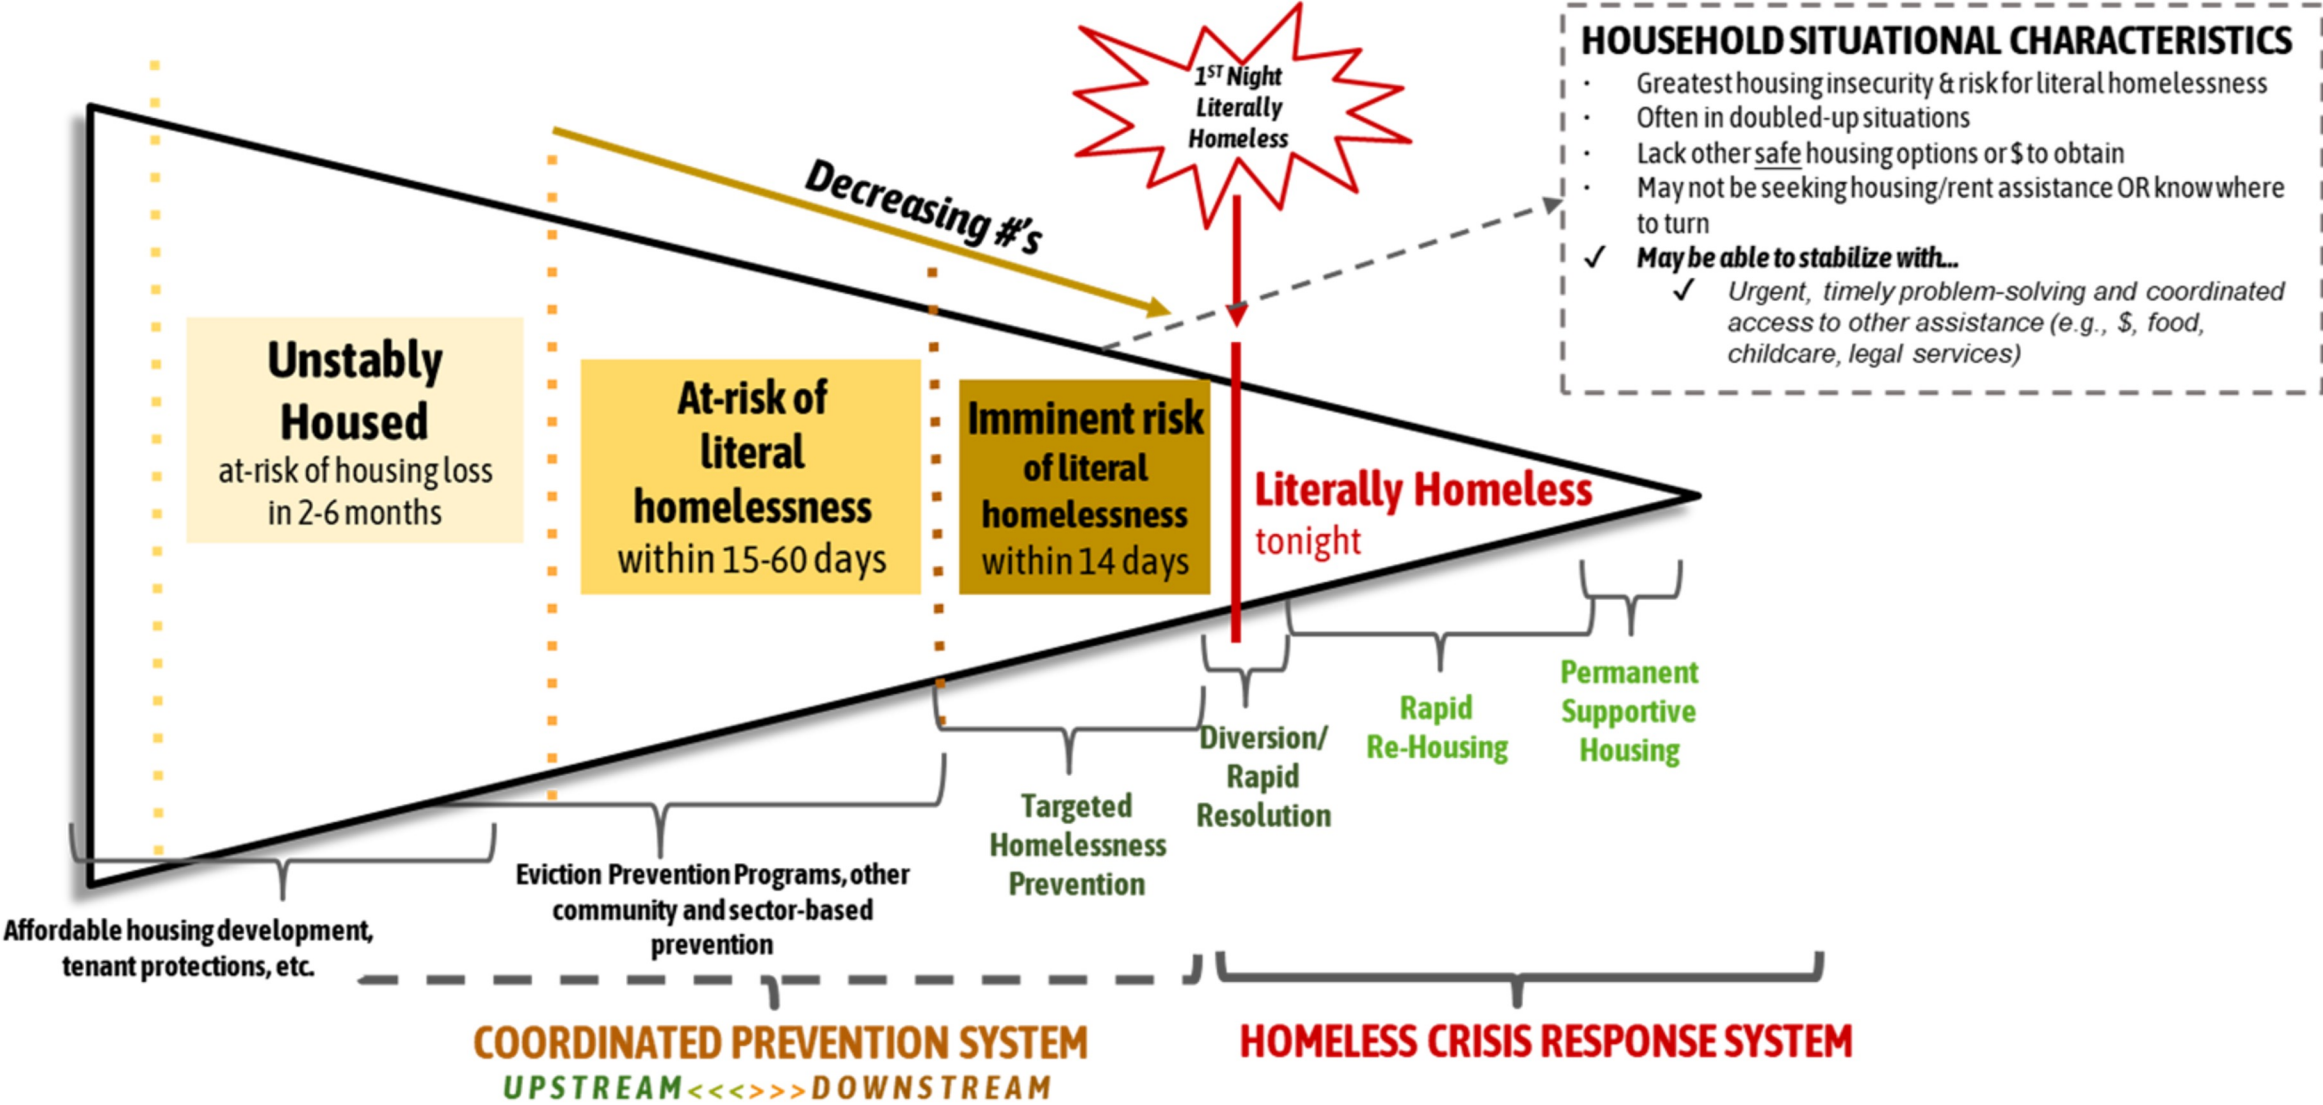 1ST Night
Literally
Homeless
HOUSEHOLD SITUATIONAL CHARACTERISTICS
· Greatest housing insecurity & risk for literal homelessness
· Often in doubled-up situations
· Lack other safe housing options or $ to obtain
· May not be seeking housing/rent assistance OR know where
to turn
✓ May be able to stabilize with...
✓ Urgent, timely problem-solving and coordinated
access to other assistance (e.g., $, food,
childcare, legal services)
Decreasing #'s
Unstably
Housed
at-risk of housing loss
in 2-6 months
At-risk of
literal
homelessness
within 15-60 days
Imminent risk
of literal
homelessness
within 14 days
Literally Homeless
tonight
Affordable housing development,
tenant protections, etc.
Eviction Prevention Programs, other
community and sector-based
prevention
Targeted
Homelessness
Prevention
Diversion/
Rapid
Resolution
Rapid
Re-Housing
Permanent
Supportive
Housing
COORDINATED PREVENTION SYSTEM
UPSTREAM<<<>>>DOWNSTREAM
HOMELESS CRISIS RESPONSE SYSTEM